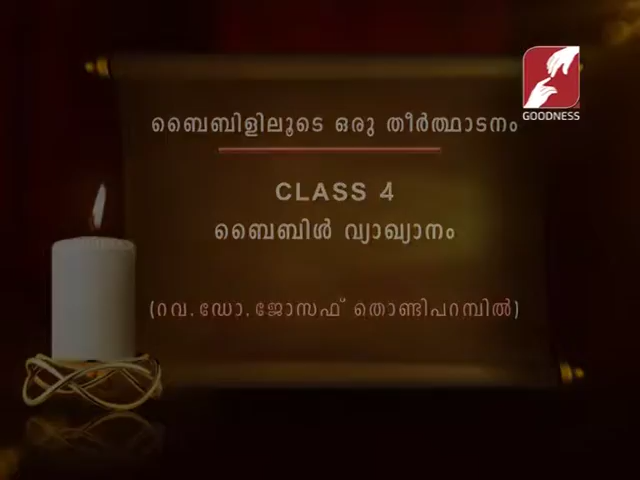 GOODNESS
ബൈബിളിലൂടെ ഒരു തീർത്ഥാടനം
CLASS 4
ബൈബിൾ വ്യാഖ്യാനം
(റവ.ഡോ.ജോസഫ് തൊണ്ടിപറമ്പിൽ)